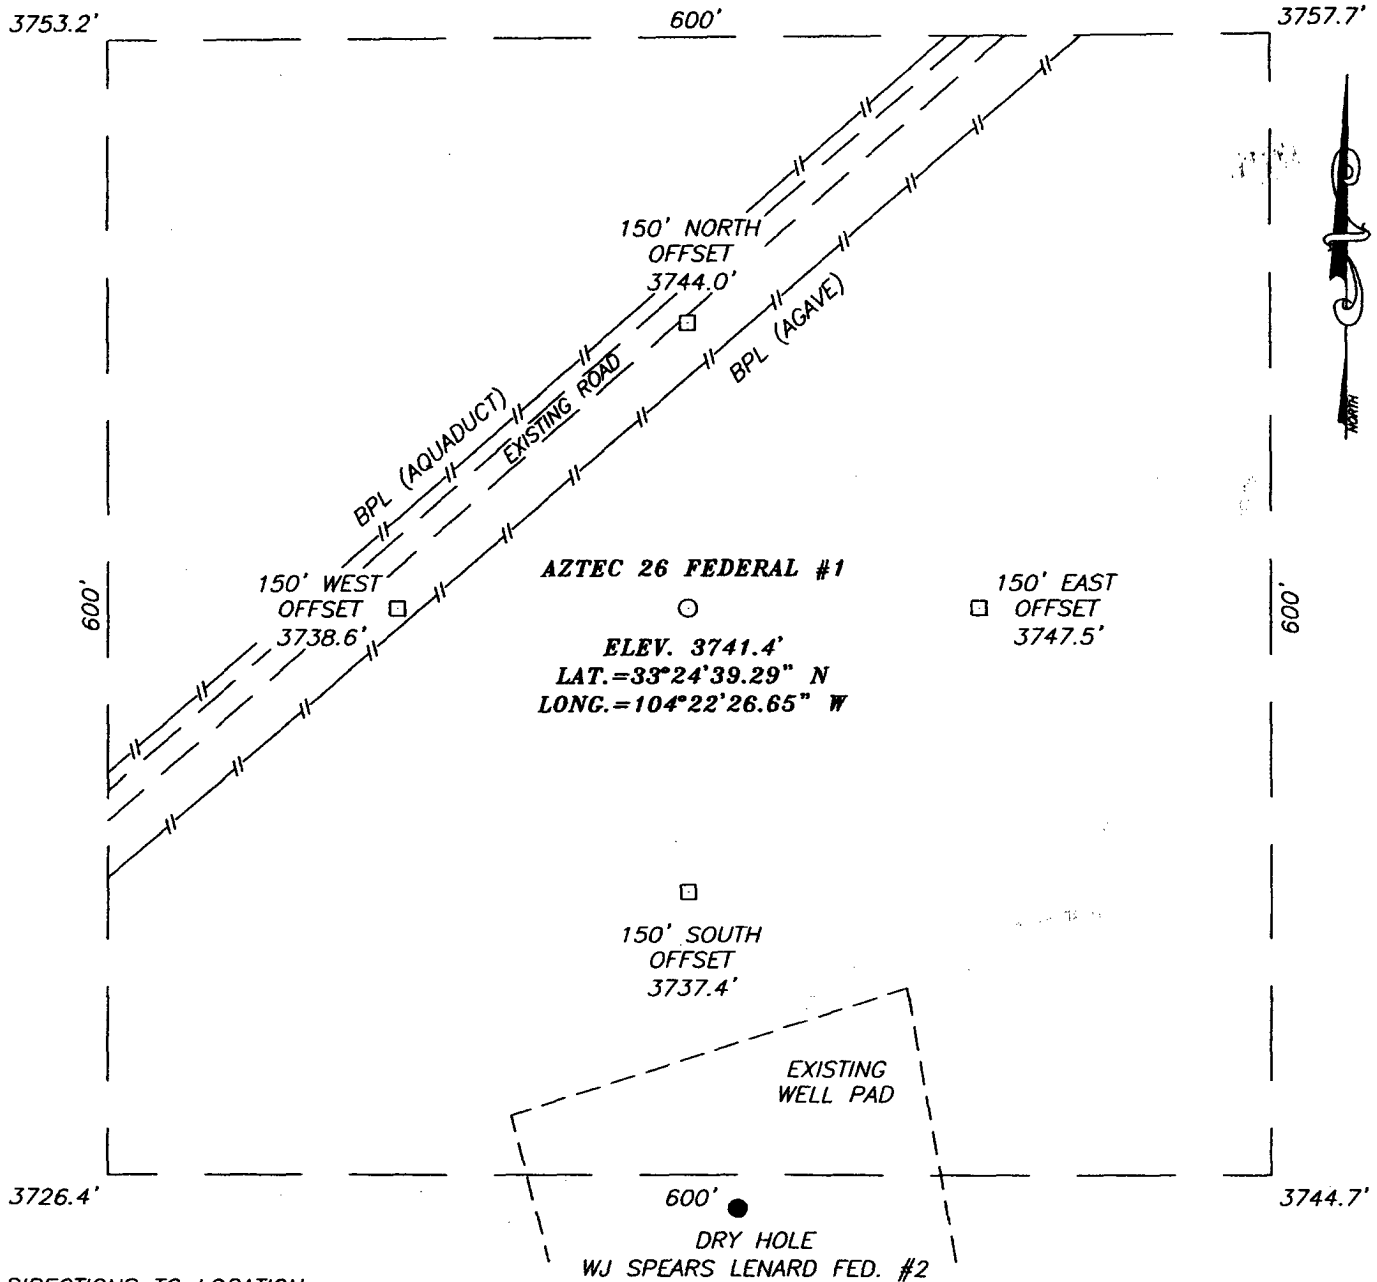 3753.2'
600'
3757.7'
150' NORTH
OFFSET
3744.0'
BPL (AQUADUCT)
EXISTING ROAD
BPL (AGAVE)
NORTH
600'
150' WEST
OFFSET
3738.6'
AZTEC 26 FEDERAL #1
ELEV. 3741.4'
LAT.=33°24'39.29" N
LONG.=104°22'26.65" W
150' EAST
OFFSET
3747.5'
600'
150' SOUTH
OFFSET
3737.4'
EXISTING
WELL PAD
3726.4'
600'
3744.7'
DRY HOLE
WJ SPEARS LENARD FED. #2
DIRECTIONS TO LOCATION